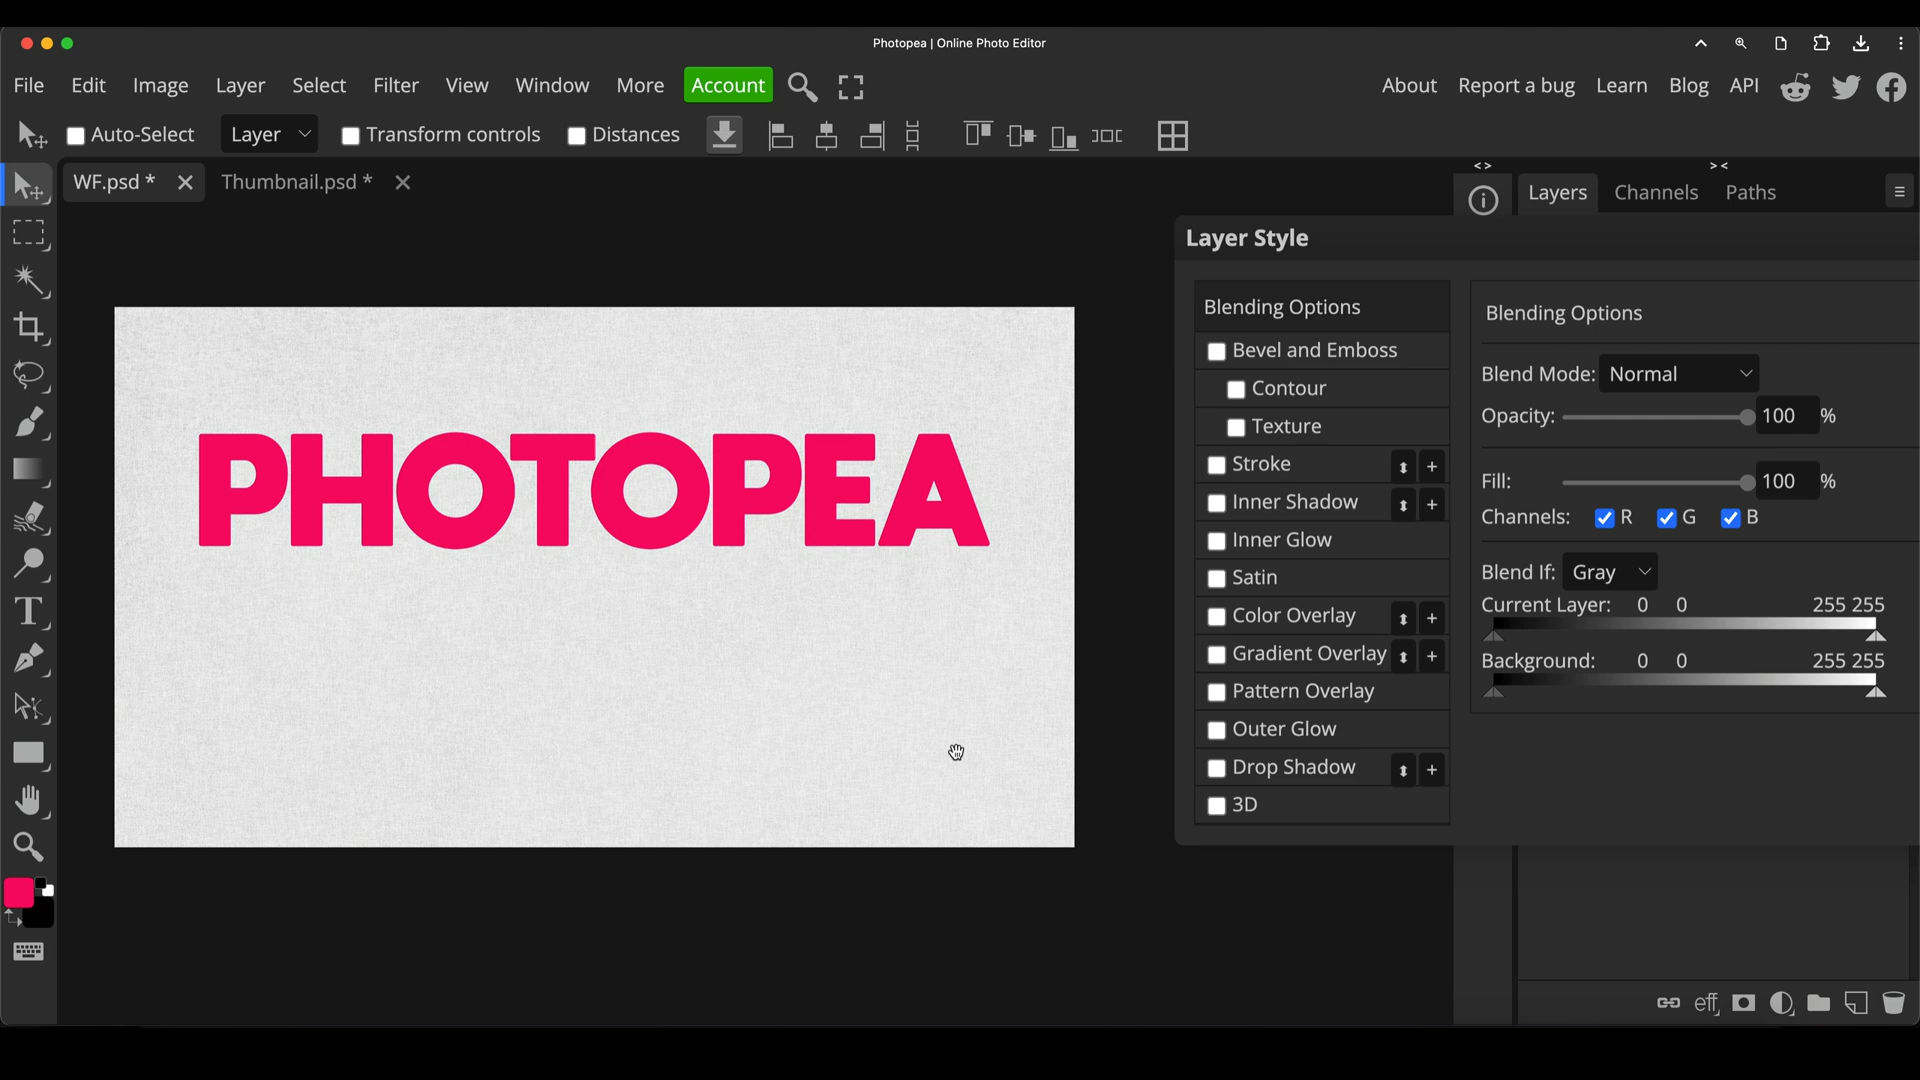 Photopea | Online Photo Editor
File Edit Image Layer Select Filter View Window More Account About Report a bug Learn Blog API
Auto-Select Layer Transform controls Distances
WF.psd * Thumbnail.psd *
< > > <
Layers Channels Paths
Layer Style
Blending Options
Bevel and Emboss
Contour
Texture
Stroke +
Inner Shadow +
Inner Glow
Satin
Color Overlay +
Gradient Overlay +
Pattern Overlay
Outer Glow
Drop Shadow +
3D
Blending Options
Blend Mode: Normal
Opacity: 100 %
Fill: 100 %
Channels: R G B
Blend If: Gray
Current Layer: 0 0 255 255
Background: 0 0 255 255
PHOTOPEA
T
eff